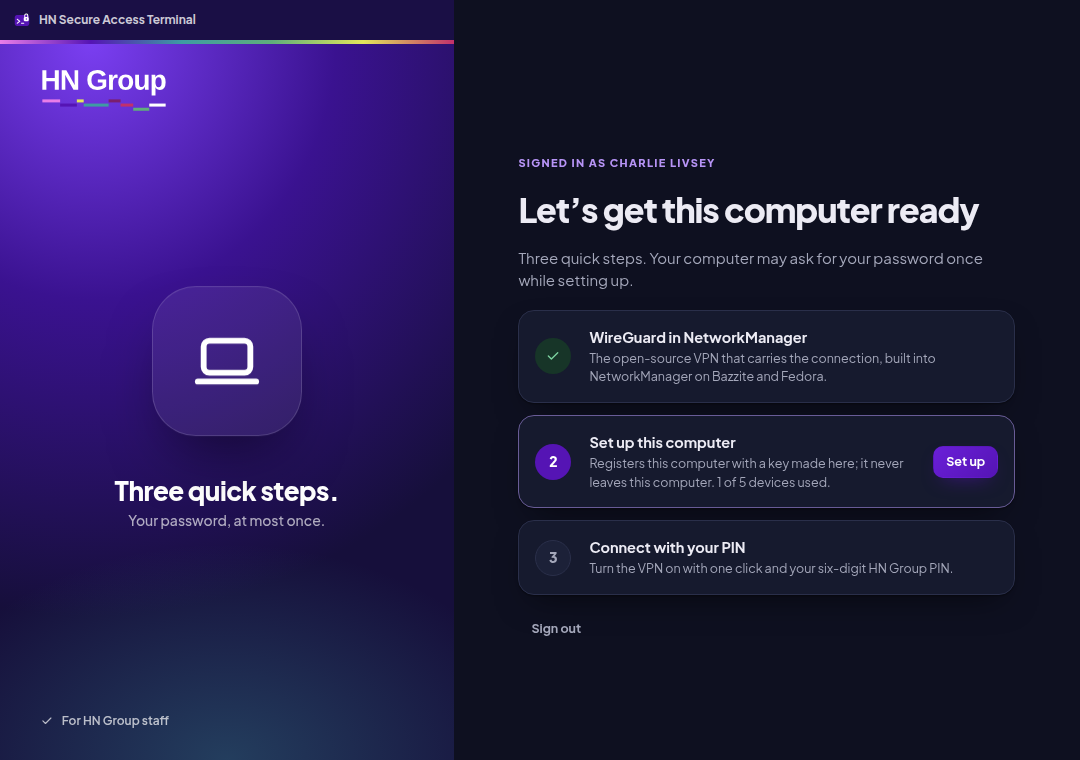 HN Secure Access Terminal
HN Group
Three quick steps.
Your password, at most once.
For HN Group staff
SIGNED IN AS CHARLIE LIVSEY
Let’s get this computer ready
Three quick steps. Your computer may ask for your password once
while setting up.
WireGuard in NetworkManager
The open-source VPN that carries the connection, built into
NetworkManager on Bazzite and Fedora.
2
Set up this computer
Registers this computer with a key made here; it never
leaves this computer. 1 of 5 devices used.
Set up
3
Connect with your PIN
Turn the VPN on with one click and your six-digit HN Group PIN.
Sign out